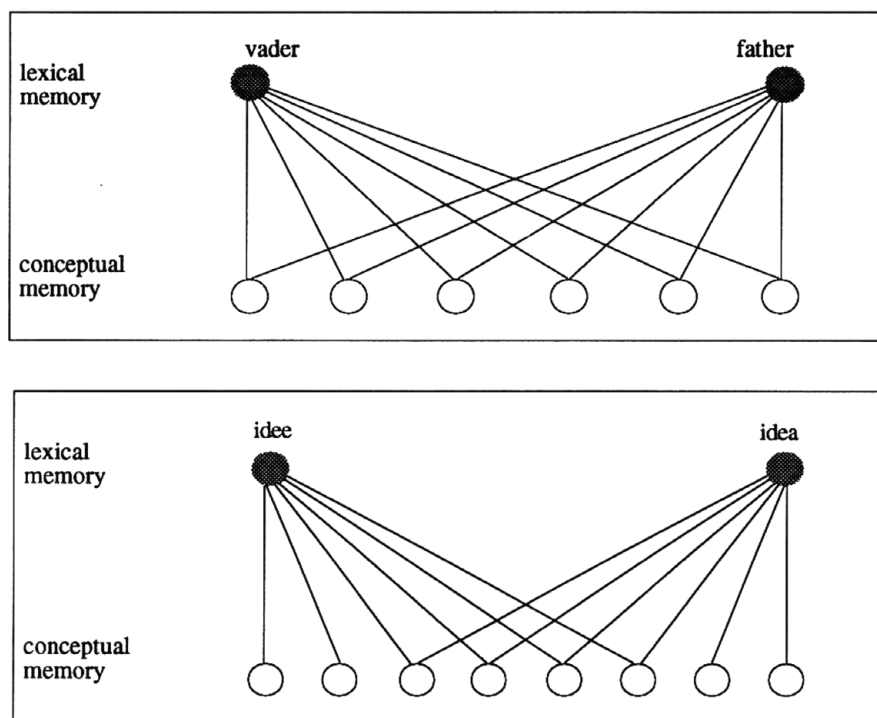 vader
father
lexical
memory
conceptual
memory
idee
idea
lexical
memory
conceptual
memory